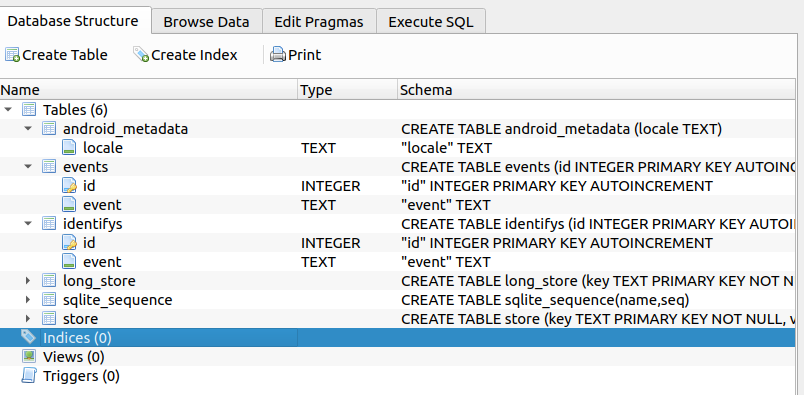 Database Structure Browse Data Edit Pragmas Execute SQL
Create Table Create Index Print
Name Type Schema
Tables (6)
android_metadata CREATE TABLE android_metadata (locale TEXT)
locale TEXT "locale" TEXT
events CREATE TABLE events (id INTEGER PRIMARY KEY AUTOINC
id INTEGER "id" INTEGER PRIMARY KEY AUTOINCREMENT
event TEXT "event" TEXT
identifys CREATE TABLE identifys (id INTEGER PRIMARY KEY AUTOI
id INTEGER "id" INTEGER PRIMARY KEY AUTOINCREMENT
event TEXT "event" TEXT
long_store CREATE TABLE long_store (key TEXT PRIMARY KEY NOT N
sqlite_sequence CREATE TABLE sqlite_sequence(name,seq)
store CREATE TABLE store (key TEXT PRIMARY KEY NOT NULL, v
Indices (0)
Views (0)
Triggers (0)